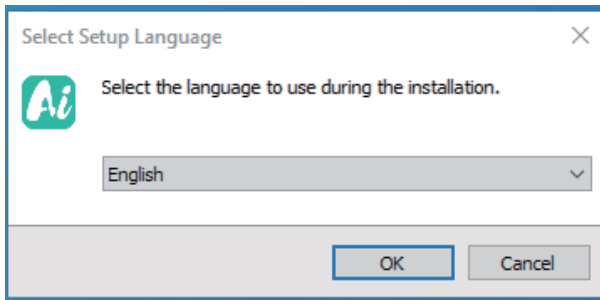 Select Setup Language
Ai
Select the language to use during the installation.
English
OK
Cancel